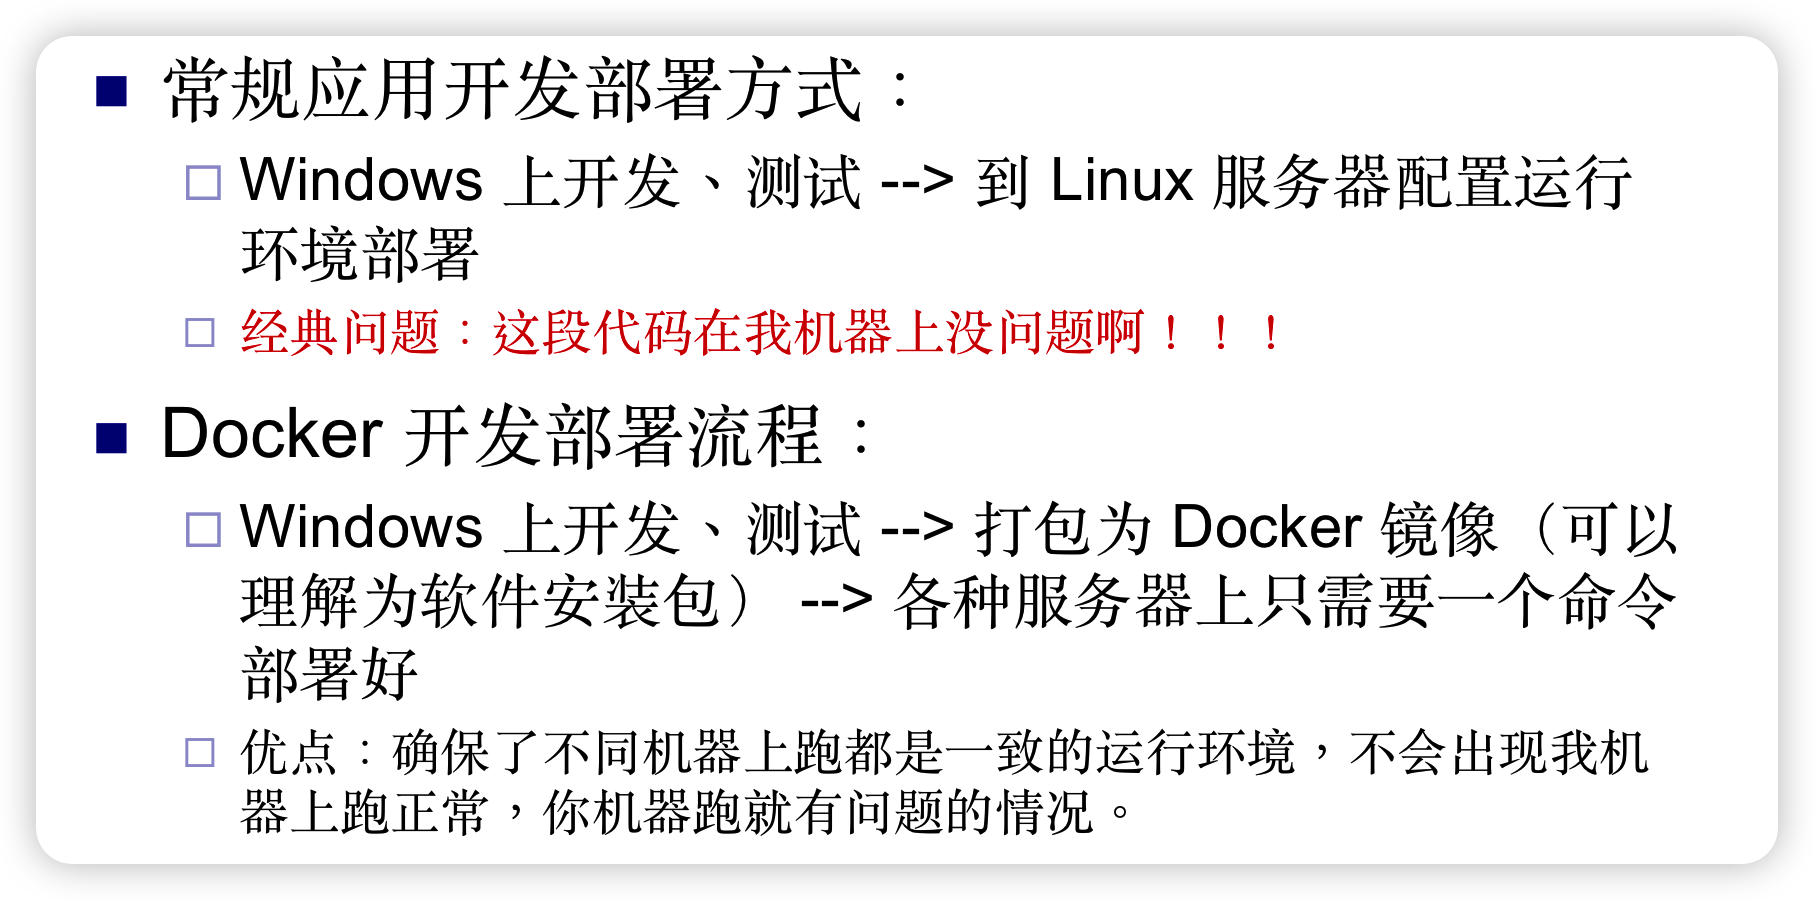 常规应用开发部署方式：
Windows 上开发、测试 --> 到 Linux 服务器配置运行
环境部署
经典问题：这段代码在我机器上没问题啊！！！
Docker 开发部署流程：
Windows 上开发、测试 --> 打包为 Docker 镜像（可以
理解为软件安装包） --> 各种服务器上只需要一个命令
部署好
优点：确保了不同机器上跑都是一致的运行环境，不会出现我机
器上跑正常，你机器跑就有问题的情况。